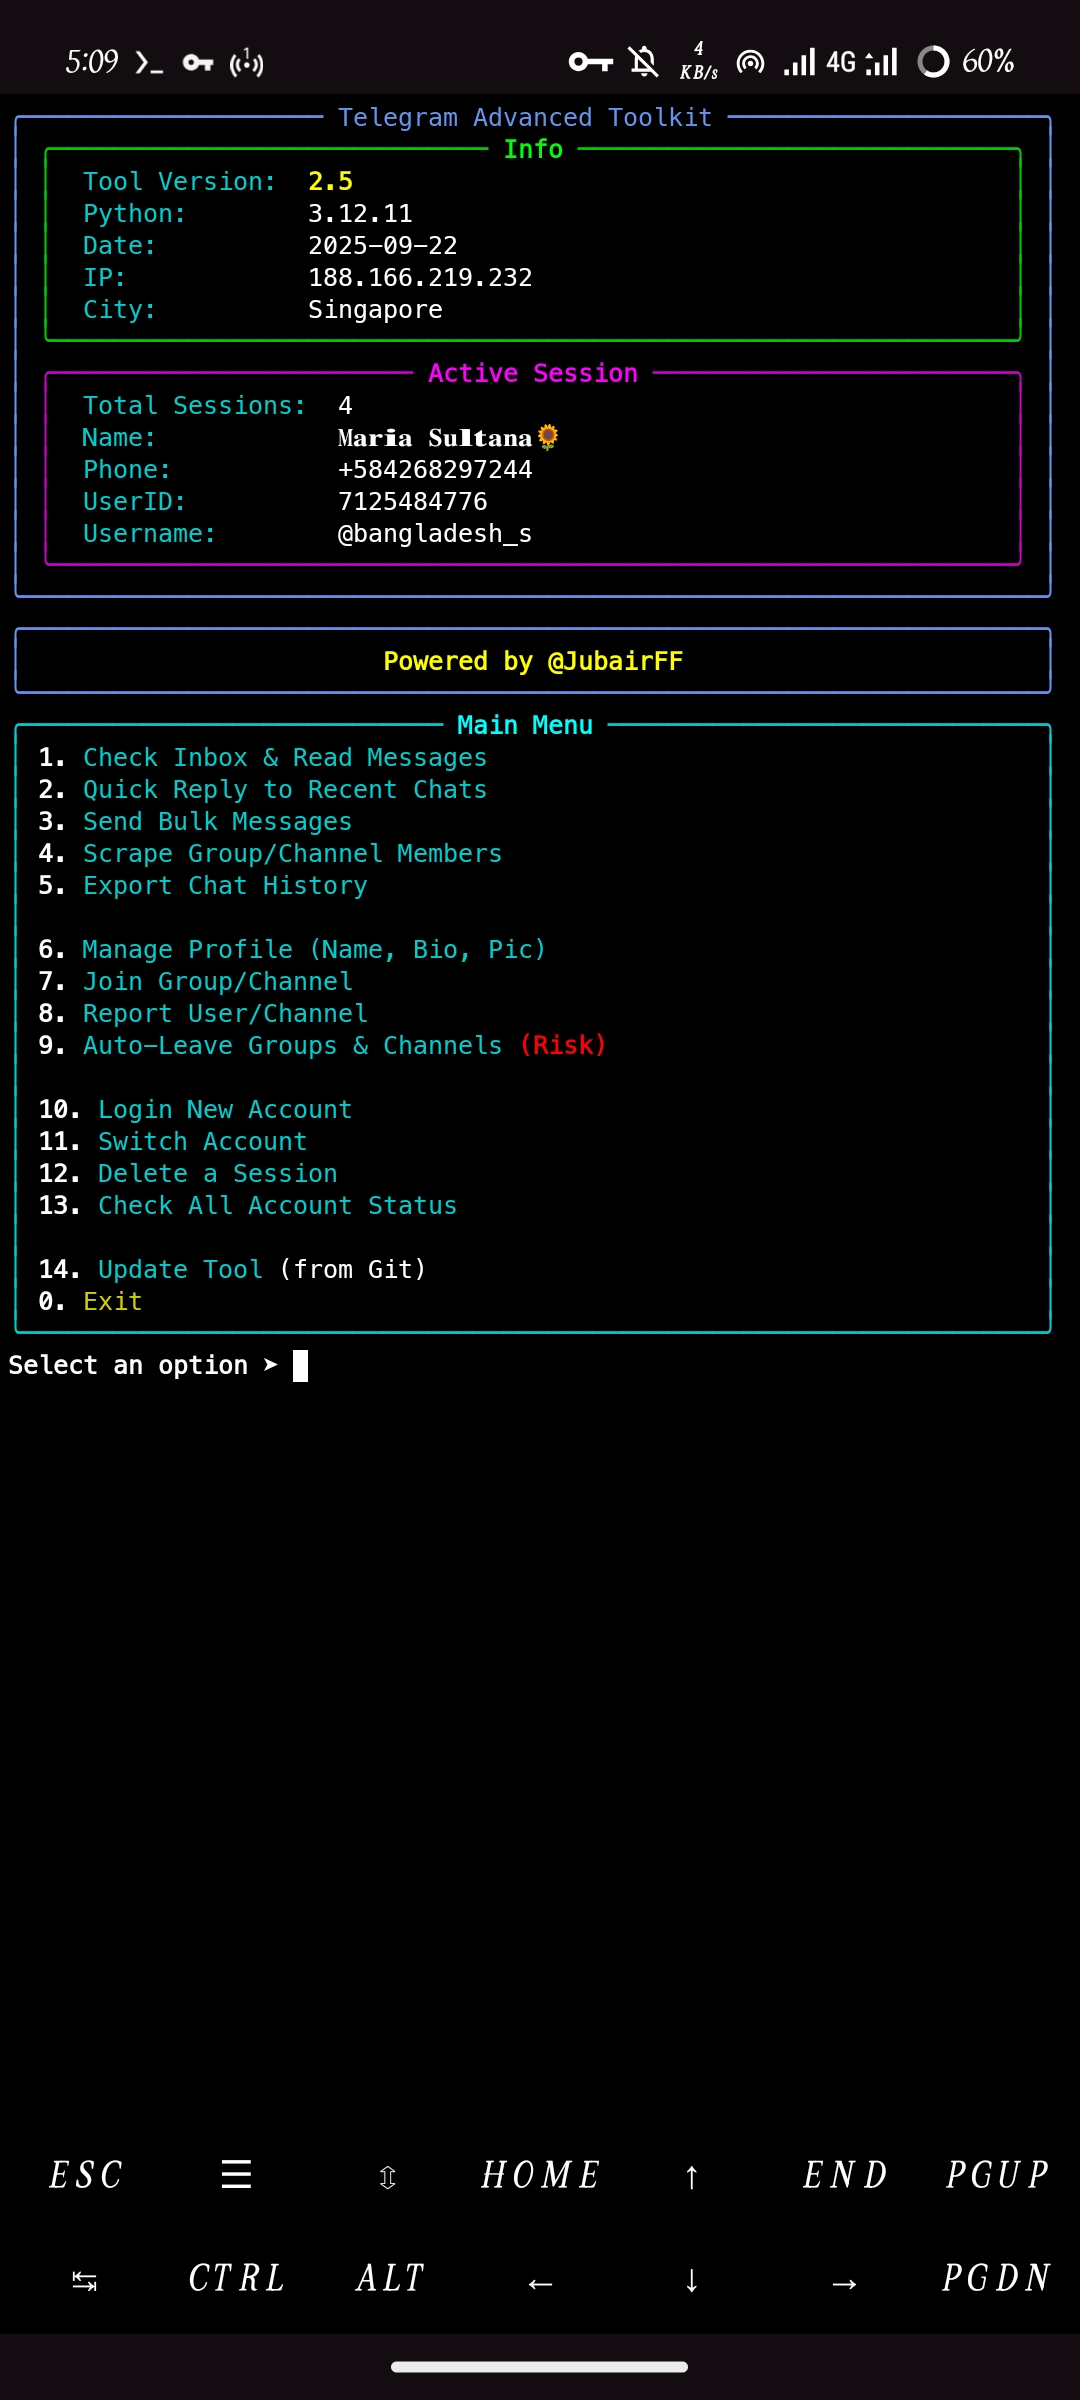 5:09
4
KB/s
4G
60%
Telegram Advanced Toolkit
Info
Tool Version: 2.5
Python: 3.12.11
Date: 2025-09-22
IP: 188.166.219.232
City: Singapore
Active Session
Total Sessions: 4
Name: Maria Sultana🌻
Phone: +584268297244
UserID: 7125484776
Username: @bangladesh_s
Powered by @JubairFF
Main Menu
1. Check Inbox & Read Messages
2. Quick Reply to Recent Chats
3. Send Bulk Messages
4. Scrape Group/Channel Members
5. Export Chat History
6. Manage Profile (Name, Bio, Pic)
7. Join Group/Channel
8. Report User/Channel
9. Auto-Leave Groups & Channels (Risk)
10. Login New Account
11. Switch Account
12. Delete a Session
13. Check All Account Status
14. Update Tool (from Git)
0. Exit
Select an option ➤
ESC ☰ ⇳ HOME ↑ END PGUP
↹ CTRL ALT ← ↓ → PGDN